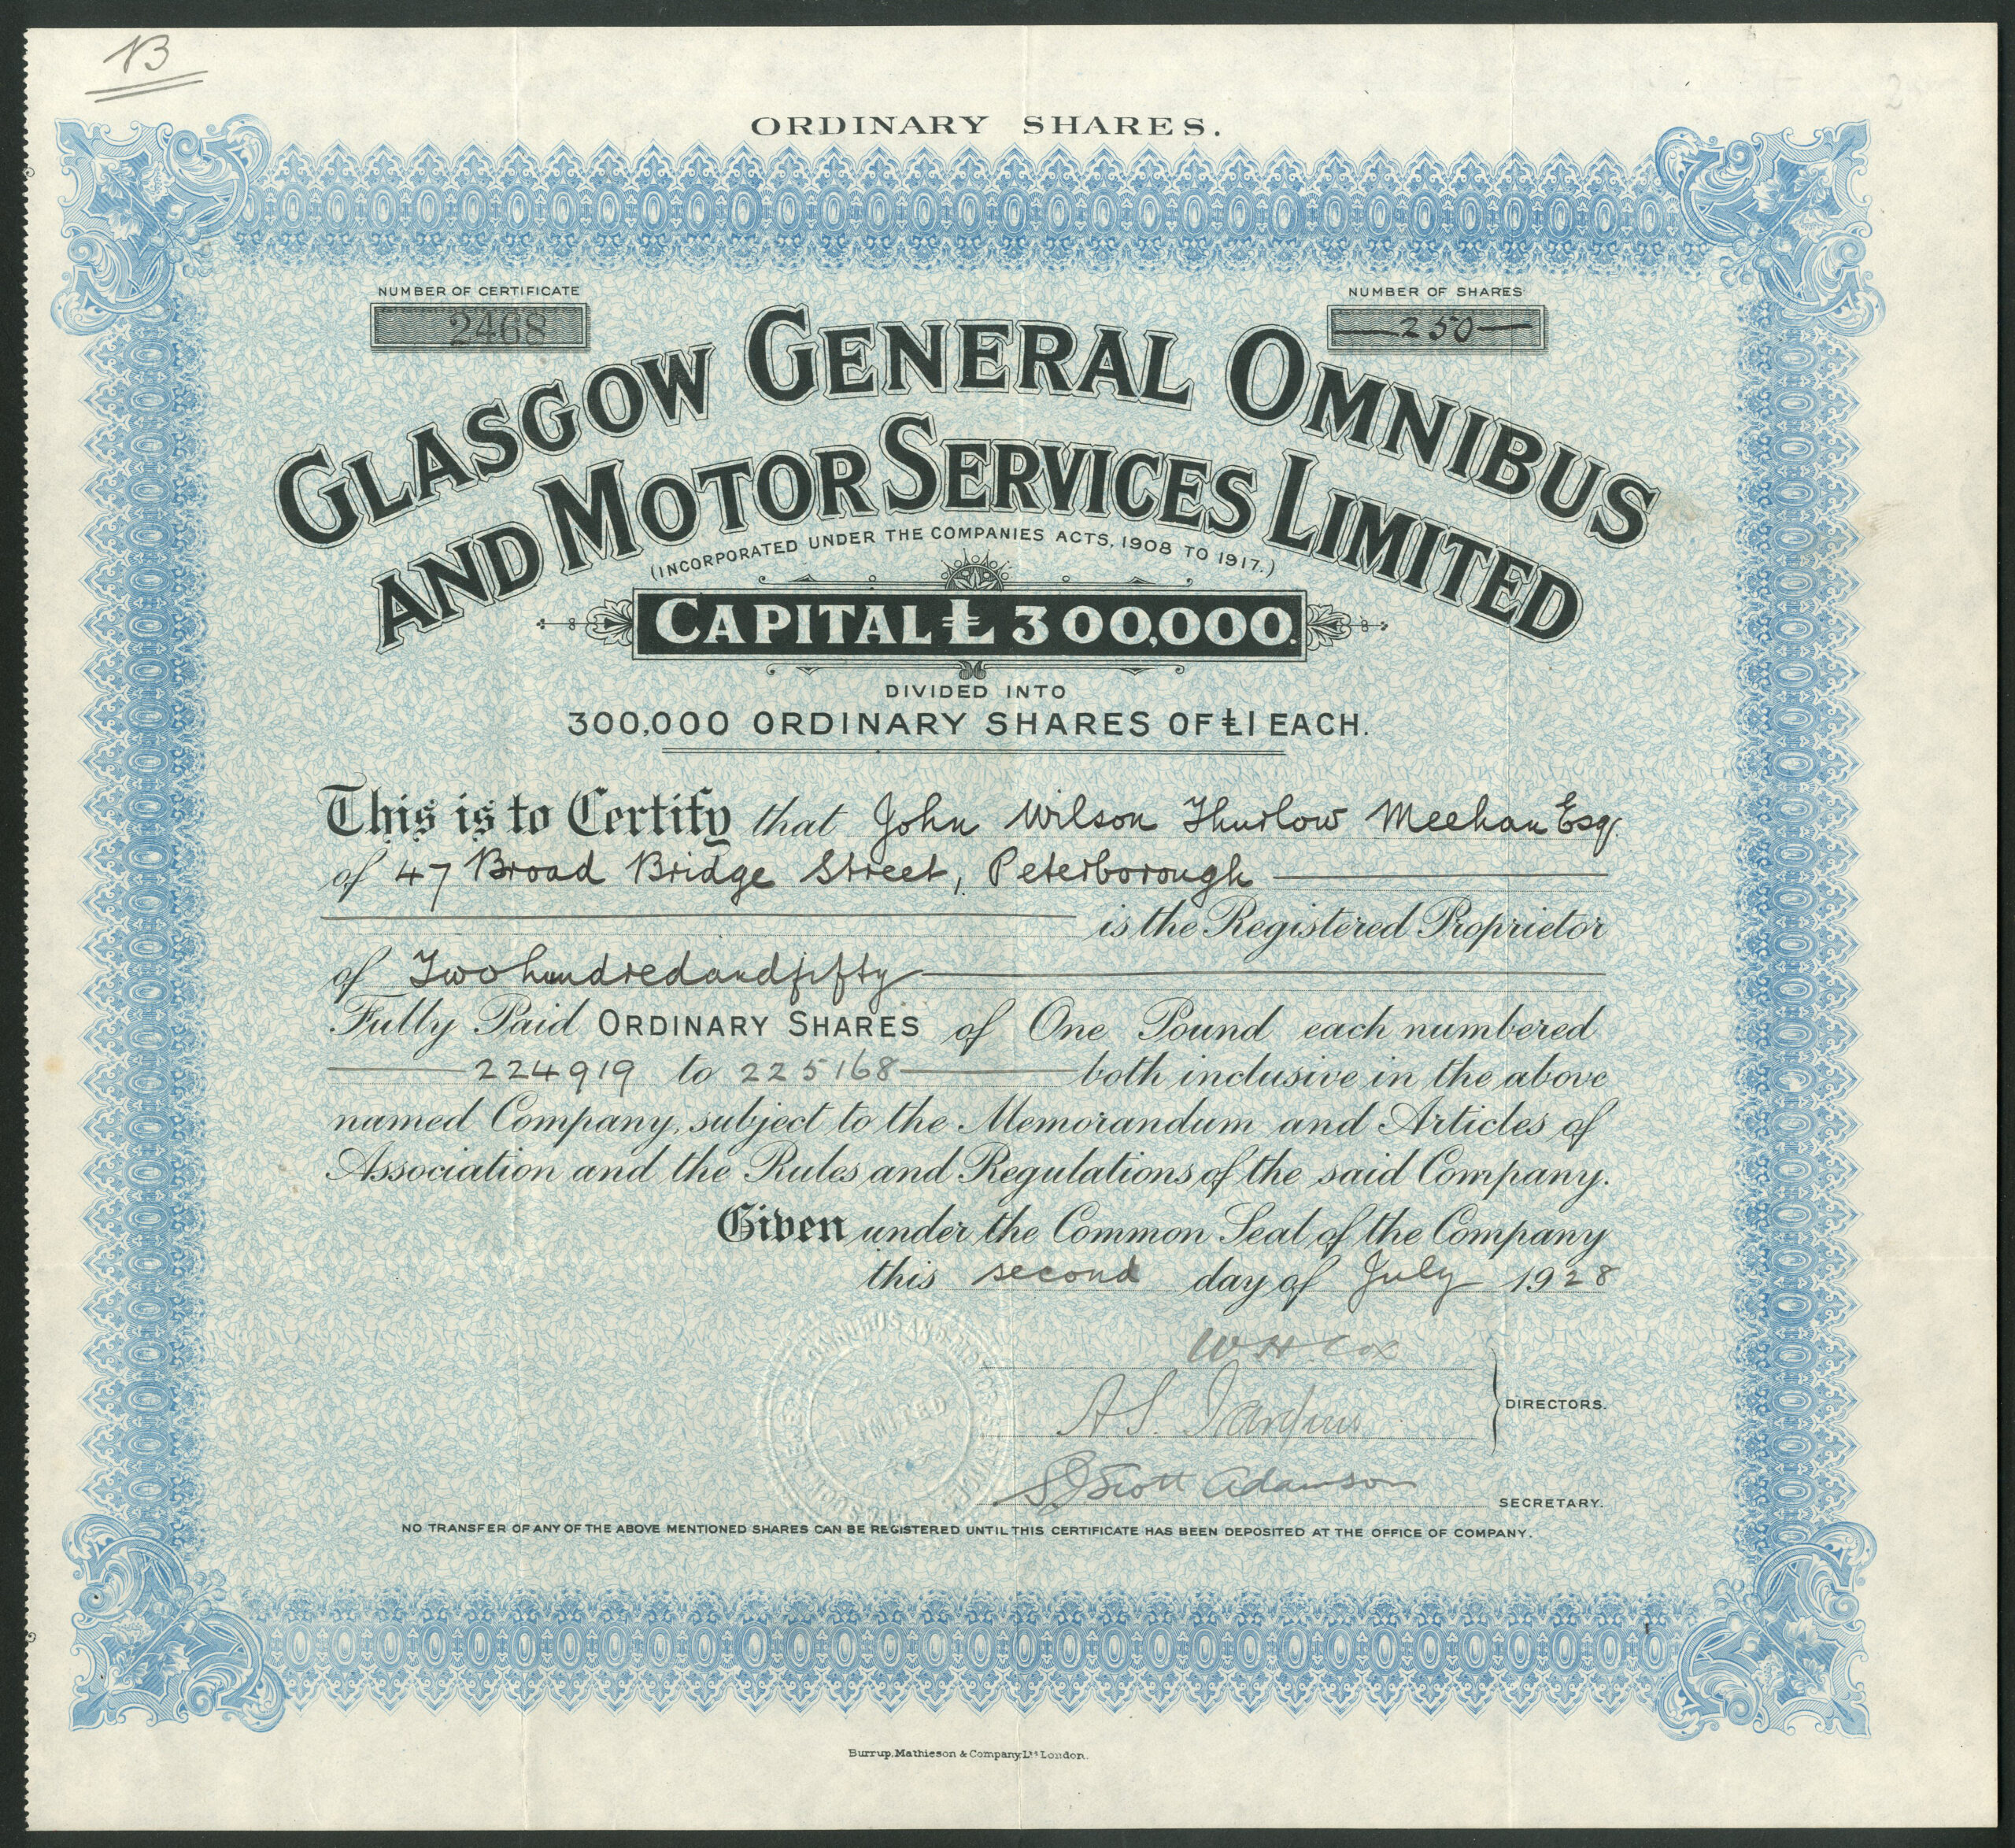 NB
ORDINARY SHARES.
NUMBER OF CERTIFICATE
2468
NUMBER OF SHARES
250
GLASGOW GENERAL OMNIBUS
AND MOTOR SERVICES LIMITED
(INCORPORATED UNDER THE COMPANIES ACTS, 1908 TO 1917.)
CAPITAL £300,000.
DIVIDED INTO
300,000 ORDINARY SHARES OF £1 EACH.
This is to Certify that John Wilson Thurlow Meehan Esq.
of 47 Broad Bridge Street, Peterborough
is the Registered Proprietor
of Two hundred and fifty
Fully Paid ORDINARY SHARES of One Pound each numbered
224919 to 225168 both inclusive in the above
named Company, subject to the Memorandum and Articles of
Association and the Rules and Regulations of the said Company.
Given under the Common Seal of the Company
this second day of July 1928
W H Cox
A S.
DIRECTORS.
S. J Scott Adamson
SECRETARY.
LIMITED
NO TRANSFER OF ANY OF THE ABOVE MENTIONED SHARES CAN BE REGISTERED UNTIL THIS CERTIFICATE HAS BEEN DEPOSITED AT THE OFFICE OF COMPANY.
Burrup, Mathieson & Company, Ltd London.